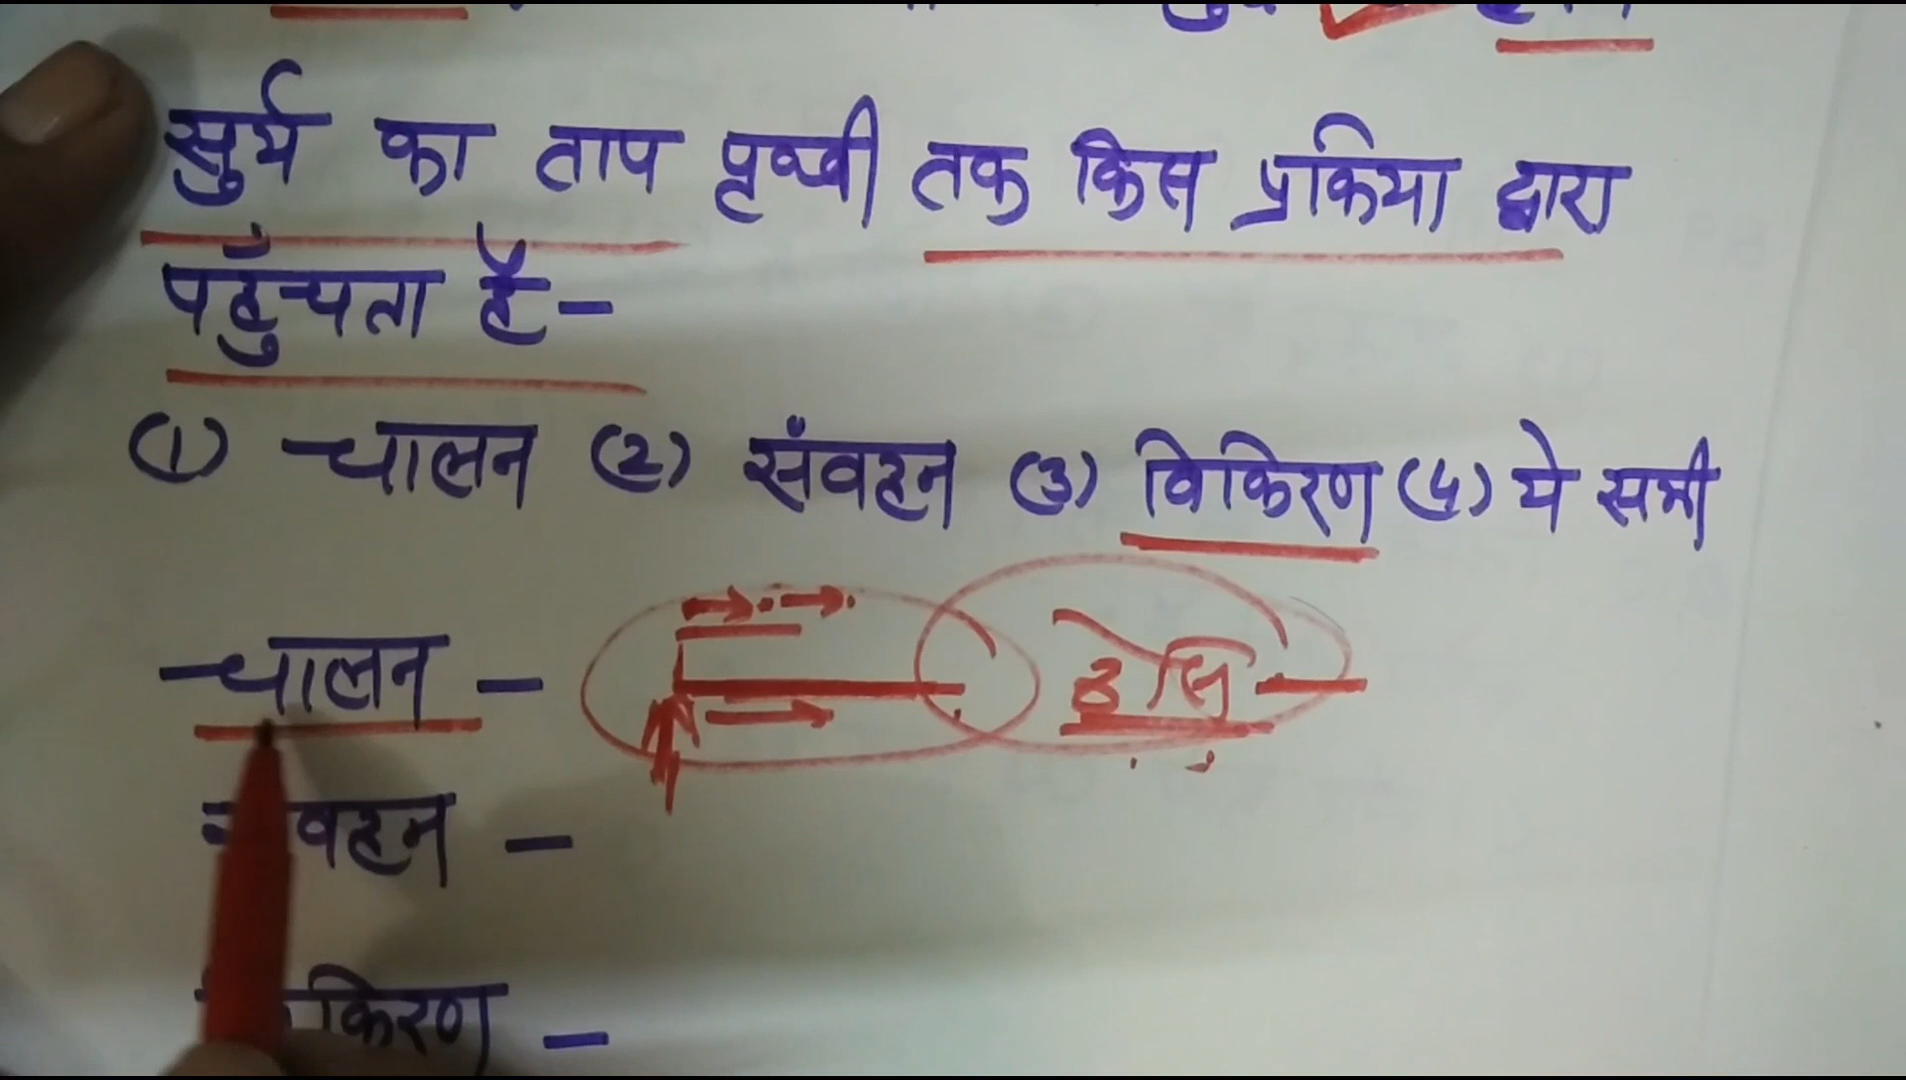 सुर्य का ताप पृथ्वी तक किस प्रकिया द्वारा
पहुँचता है-
(1) चालन (2) संवहन (3) विकिरण (4) ये सभी
चालन -
वहन -
किरण -